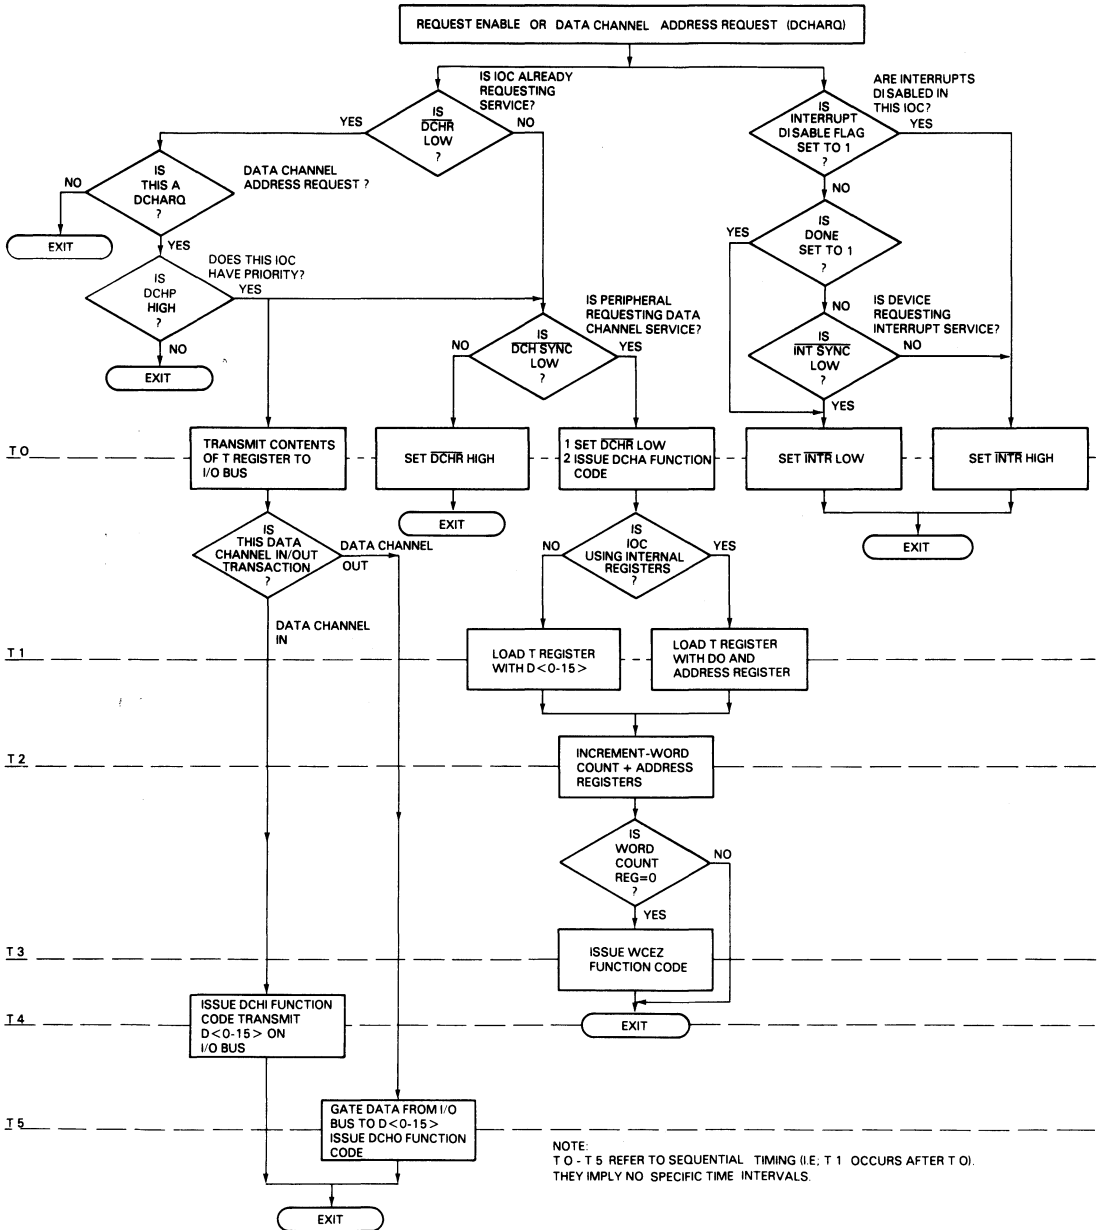 REQUEST ENABLE OR DATA CHANNEL ADDRESS REQUEST (DCHARQ)
IS IOC ALREADY
REQUESTING
SERVICE?
IS
DCHR
LOW
?
YES
NO
ARE INTERRUPTS
DISABLED IN
THIS IOC?
IS
INTERRUPT
DISABLE FLAG
SET TO 1
?
YES
NO
IS
THIS A
DCHARQ
?
DATA CHANNEL
ADDRESS REQUEST ?
NO
EXIT
YES
IS
DONE
SET TO 1
?
YES
NO
DOES THIS IOC
HAVE PRIORITY?
IS
DCHP
HIGH
?
YES
NO
EXIT
IS PERIPHERAL
REQUESTING DATA
CHANNEL SERVICE?
IS
DCH SYNC
LOW
?
NO
YES
IS DEVICE
REQUESTING
INTERRUPT SERVICE?
IS
INT SYNC
LOW
?
NO
YES
T 0
TRANSMIT CONTENTS
OF T REGISTER TO
I/O BUS
SET DCHR HIGH
1 SET DCHR LOW
2 ISSUE DCHA FUNCTION
CODE
SET INTR LOW
SET INTR HIGH
EXIT
EXIT
IS
THIS DATA
CHANNEL IN/OUT
TRANSACTION
?
DATA CHANNEL
OUT
DATA CHANNEL
IN
IS
IOC
USING INTERNAL
REGISTERS
?
NO
YES
T 1
LOAD T REGISTER
WITH D<0-15>
LOAD T REGISTER
WITH DO AND
ADDRESS REGISTER
T 2
INCREMENT-WORD
COUNT + ADDRESS
REGISTERS
IS
WORD
COUNT
REG=0
?
NO
YES
T 3
ISSUE WCEZ
FUNCTION CODE
T 4
ISSUE DCHI FUNCTION
CODE TRANSMIT
D<0-15> ON
I/O BUS
EXIT
T 5
GATE DATA FROM I/O
BUS TO D<0-15>
ISSUE DCHO FUNCTION
CODE
NOTE:
T 0 - T 5 REFER TO SEQUENTIAL TIMING (I.E; T 1 OCCURS AFTER T 0).
THEY IMPLY NO SPECIFIC TIME INTERVALS.
EXIT